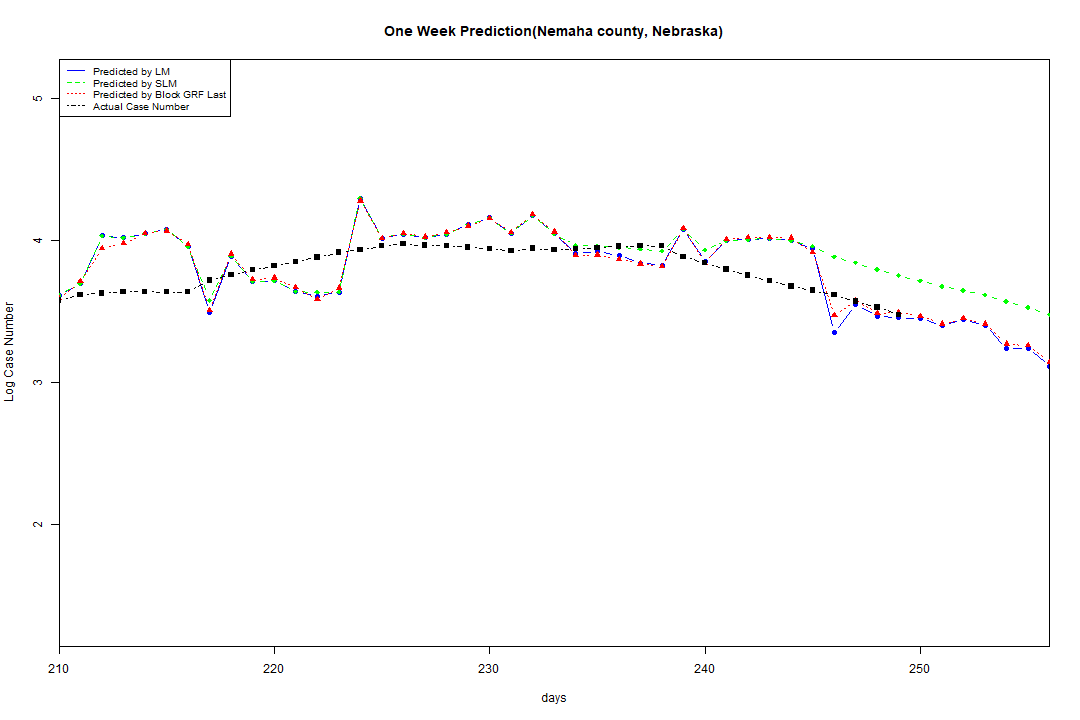 One Week Prediction(Nemaha county, Nebraska)
Predicted by LM
Predicted by SLM
Predicted by Block GRF Last
Actual Case Number
5
4
3
2
Log Case Number
210 220 230 240 250
days